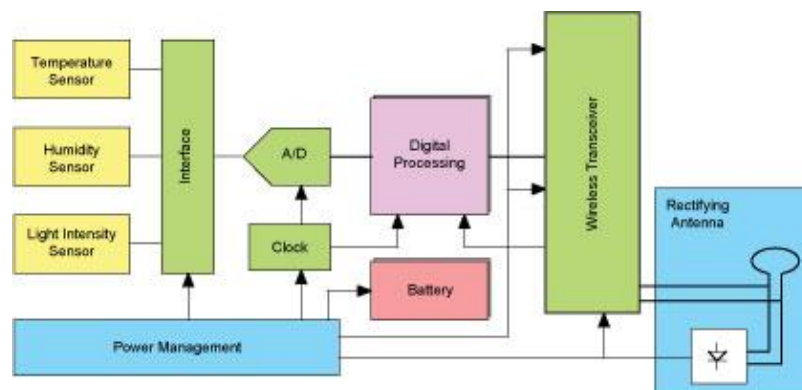 Temperature
Sensor
Humidity
Sensor
Light Intensity
Sensor
Interface
A/D
Clock
Digital
Processing
Battery
Power Management
Wireless Transceiver
Rectifying
Antenna